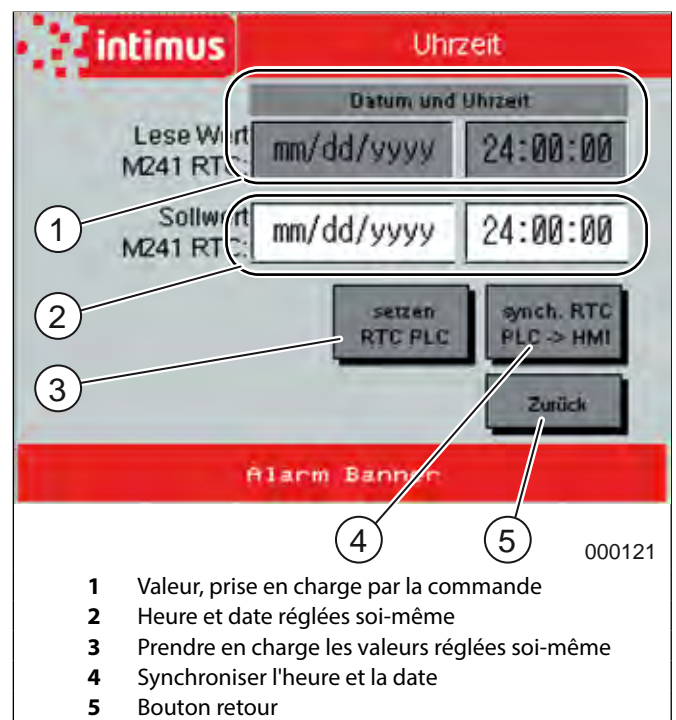 intimus Uhrzeit
Datum und Uhrzeit
Lese Wert
M241 RTC:
mm/dd/yyyy 24:00:00
1
Sollwert
M241 RTC:
mm/dd/yyyy 24:00:00
2
setzen
RTC PLC
synch. RTC
PLC -> HMI
3
Zurück
Alarm Banner
4 5
000121
1 Valeur, prise en charge par la commande
2 Heure et date réglées soi-même
3 Prendre en charge les valeurs réglées soi-même
4 Synchroniser l'heure et la date
5 Bouton retour